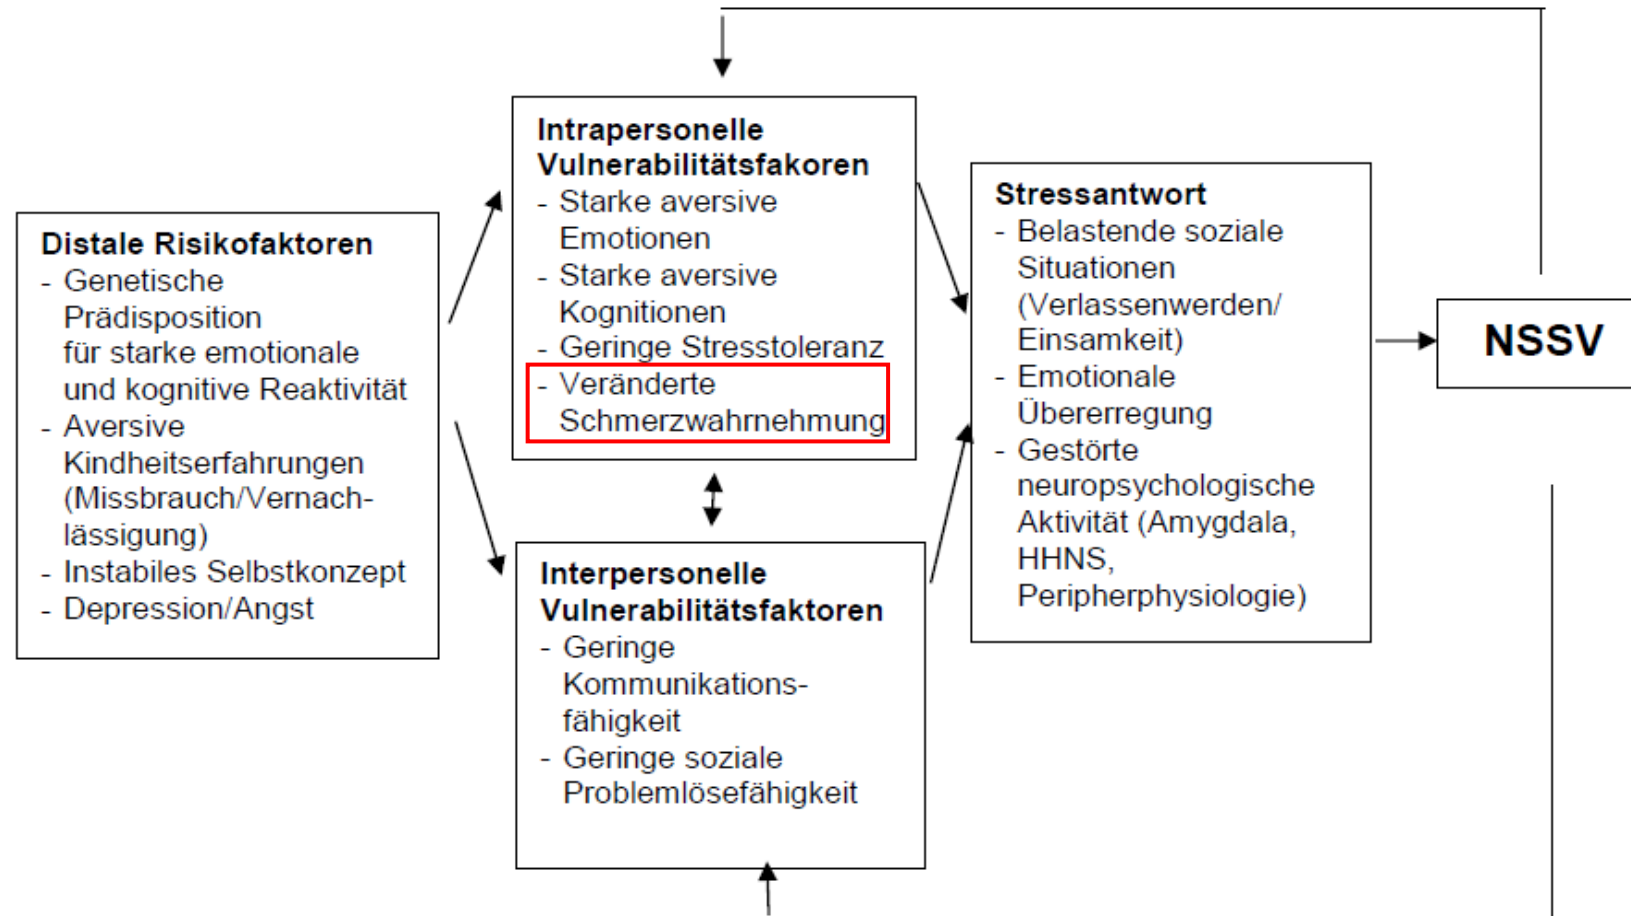 Distale Risikofaktoren
- Genetische
Prädisposition
für starke emotionale
und kognitive Reaktivität
- Aversive
Kindheitserfahrungen
(Missbrauch/Vernach-
lässigung)
- Instabiles Selbstkonzept
- Depression/Angst
Intrapersonelle
Vulnerabilitätsfakoren
- Starke aversive
Emotionen
- Starke aversive
Kognitionen
- Geringe Stresstoleranz
- Veränderte
Schmerzwahrnehmung
Interpersonelle
Vulnerabilitätsfaktoren
- Geringe
Kommunikations-
fähigkeit
- Geringe soziale
Problemlösefähigkeit
Stressantwort
- Belastende soziale
Situationen
(Verlassenwerden/
Einsamkeit)
- Emotionale
Übererregung
- Gestörte
neuropsychologische
Aktivität (Amygdala,
HHNS,
Peripherphysiologie)
NSSV